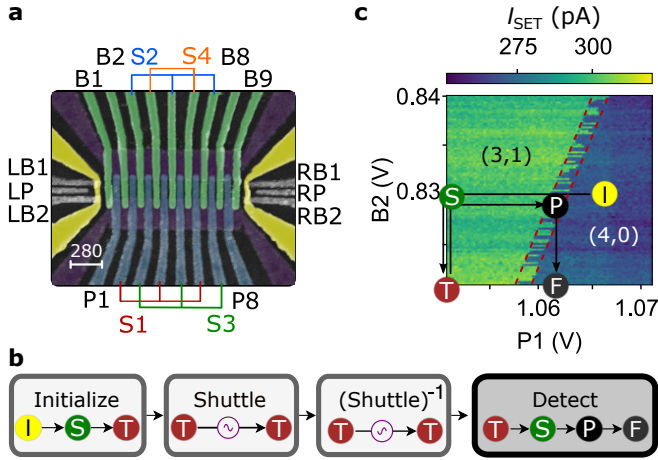 a
B2 S2 S4 B8
B1 B9
LB1
LP
LB2
RB1
RP
RB2
280
P1 P8
S1 S3
c
I_SET (pA)
275 300
0.84
0.83
B2 (V)
(3,1)
(4,0)
S
P
I
T
F
1.06 1.07
P1 (V)
b
Initialize
I S T
Shuttle
T ~ T
(Shuttle)⁻¹
T ~ T
Detect
T S P F